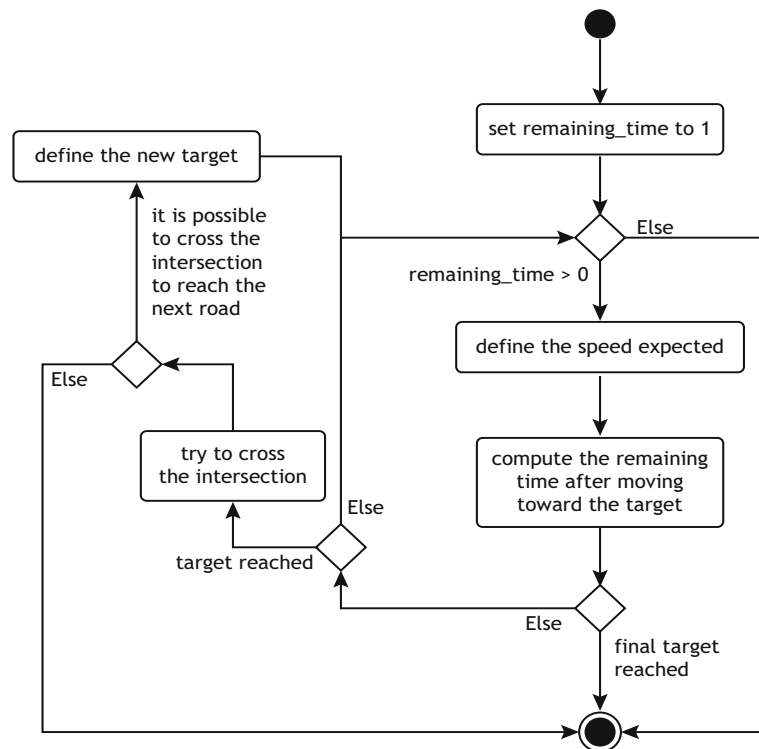 set remaining_time to 1
define the new target
it is possible
to cross the
intersection
to reach the
next road
Else
remaining_time > 0
define the speed expected
Else
try to cross
the intersection
compute the remaining
time after moving
toward the target
Else
target reached
Else
final target
reached